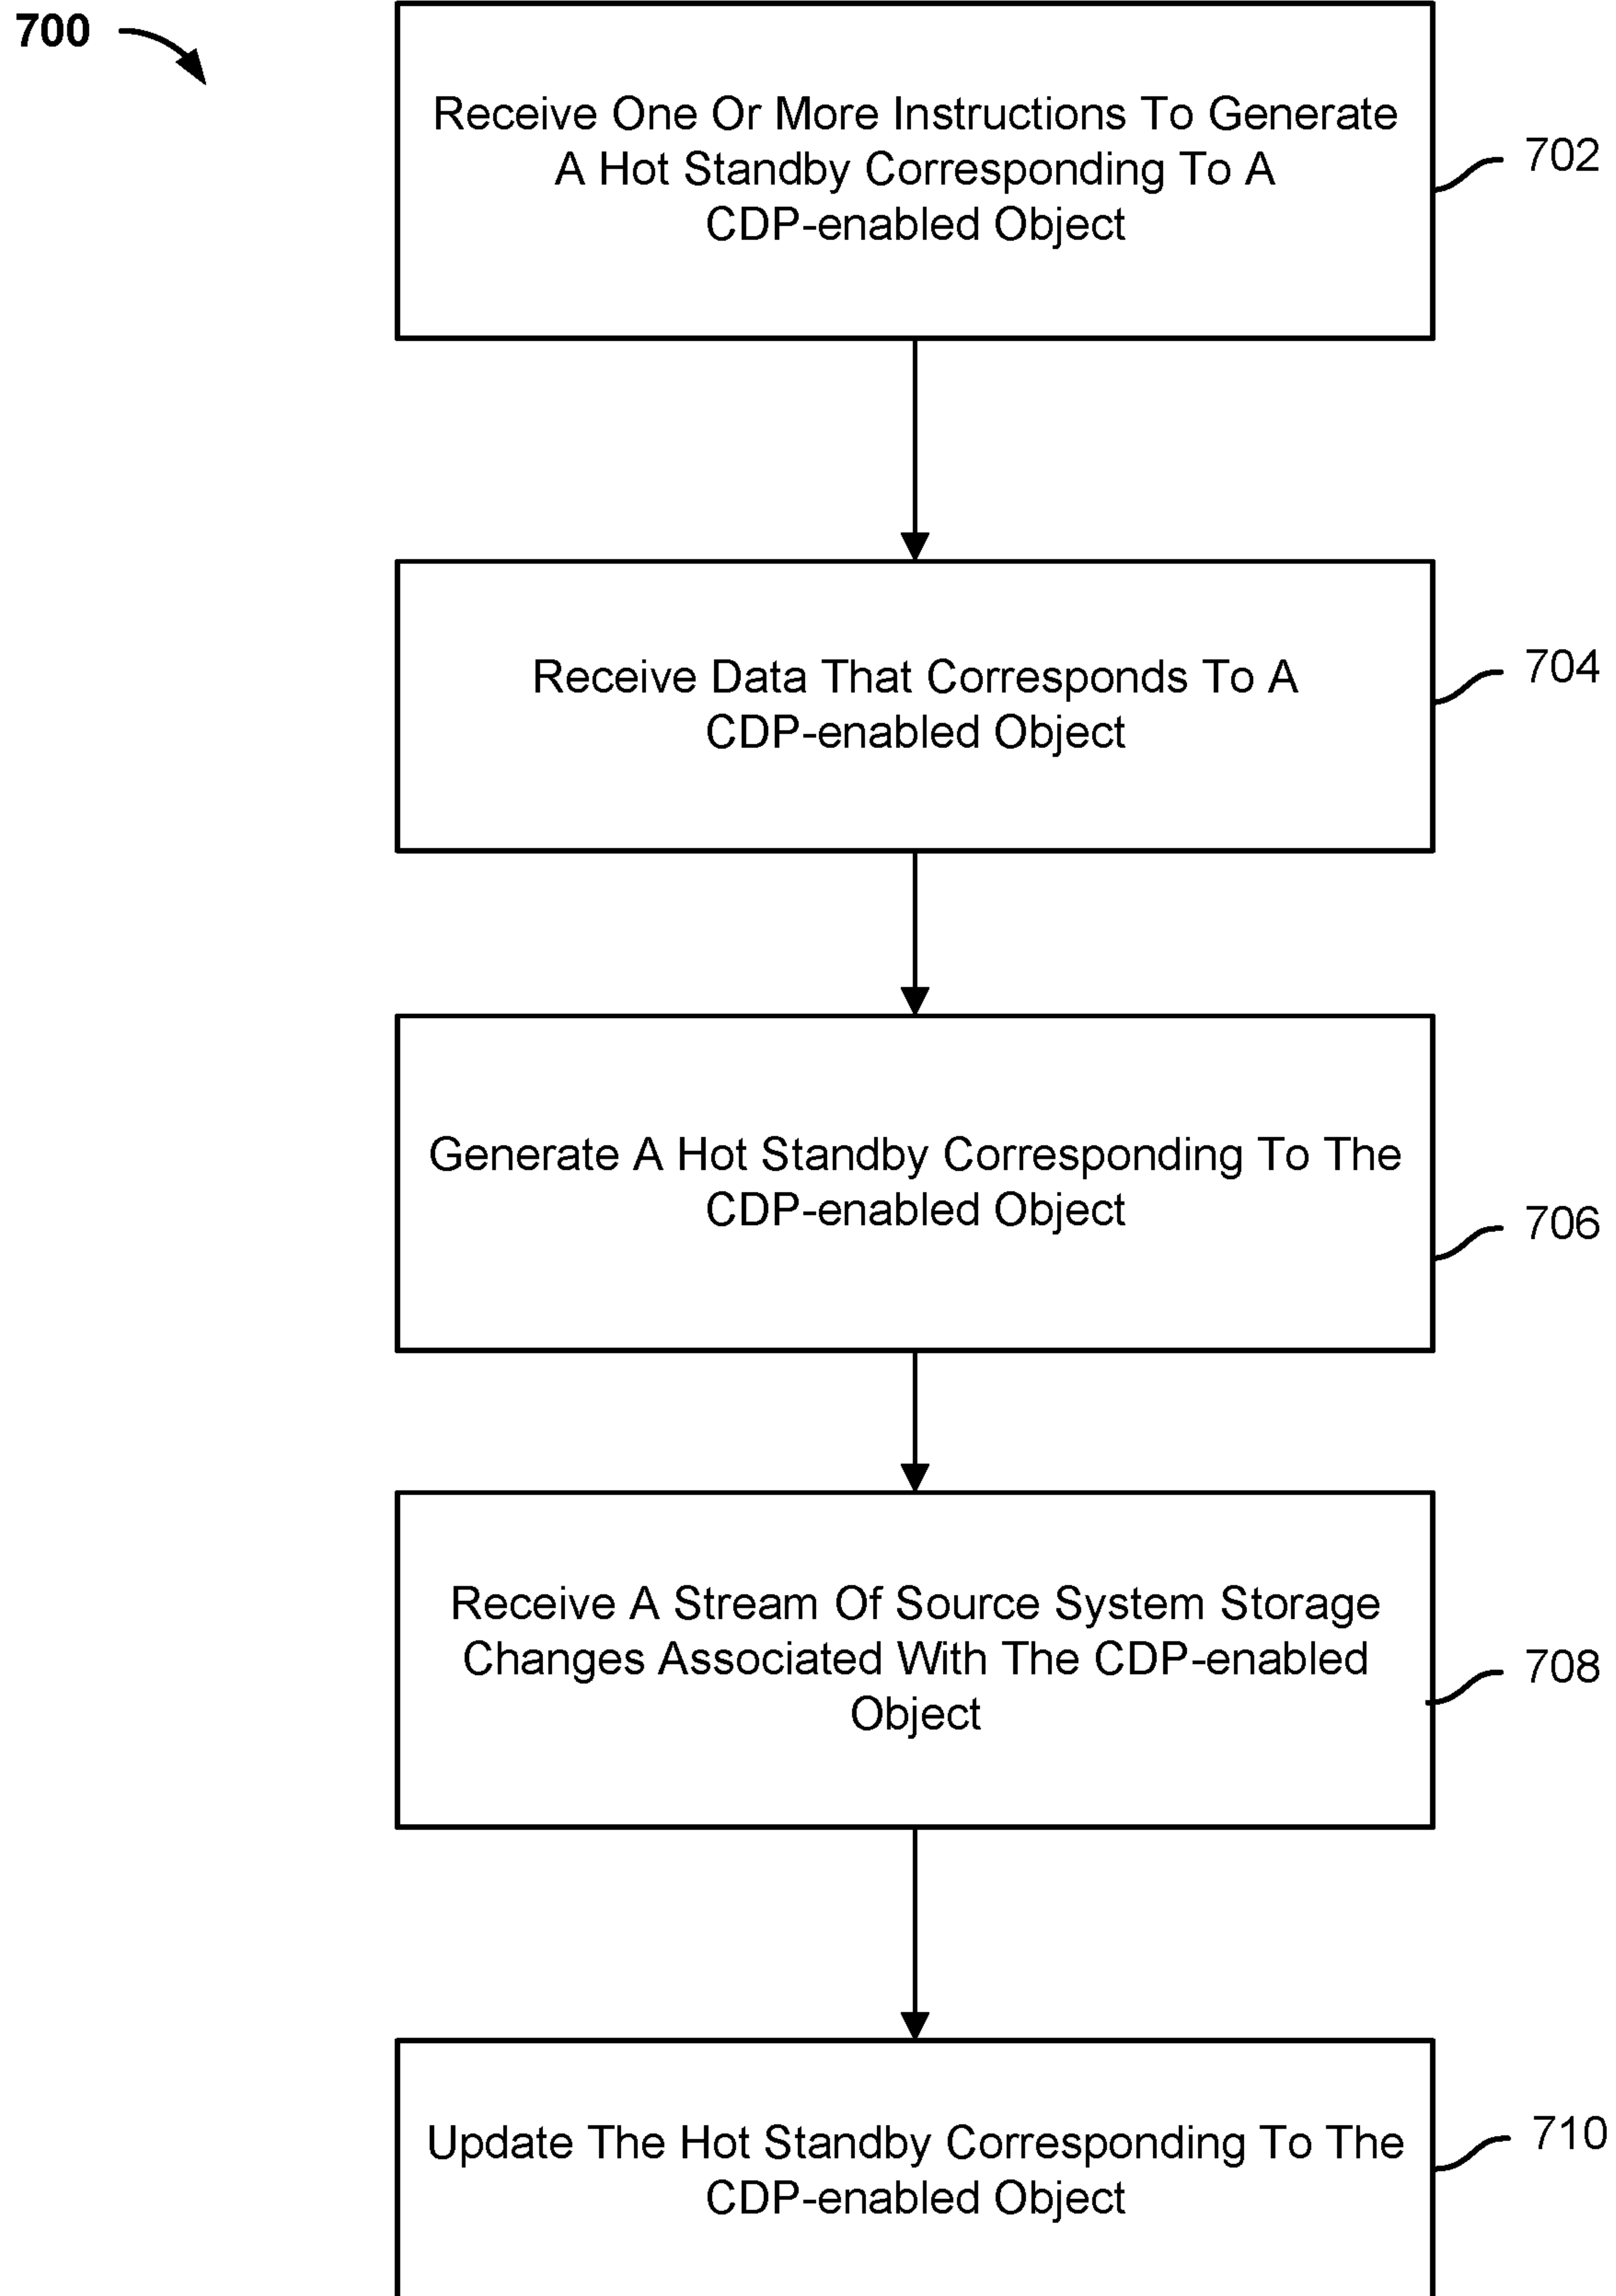 700
Receive One Or More Instructions To Generate
A Hot Standby Corresponding To A
CDP-enabled Object
702
Receive Data That Corresponds To A
CDP-enabled Object
704
Generate A Hot Standby Corresponding To The
CDP-enabled Object
706
Receive A Stream Of Source System Storage
Changes Associated With The CDP-enabled
Object
708
Update The Hot Standby Corresponding To The
CDP-enabled Object
710